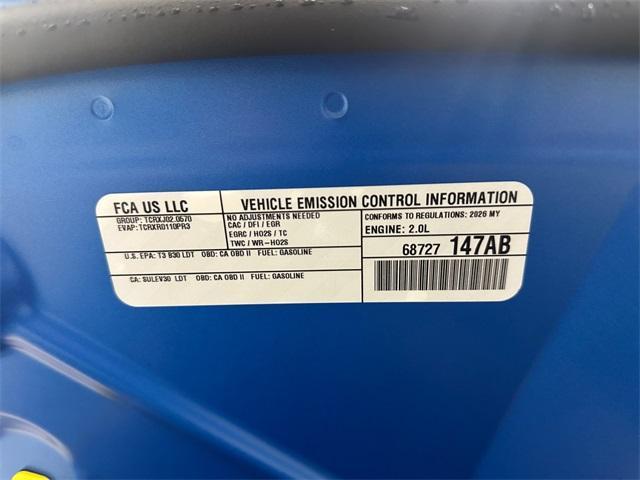 FCA US LLC
VEHICLE EMISSION CONTROL INFORMATION
GROUP: TCRXJ02.0570
EVAP: TCRXR0110PR3
NO ADJUSTMENTS NEEDED
CAC / DFI / EGR
EGRC / HO2S / TC
TWC / WR-HO2S
CONFORMS TO REGULATIONS: 2026 MY
ENGINE: 2.0L
U.S. EPA: T3 B30 LDT OBD: CA OBD II FUEL: GASOLINE
68727 147AB
CA: SULEV30 LDT OBD: CA OBD II FUEL: GASOLINE